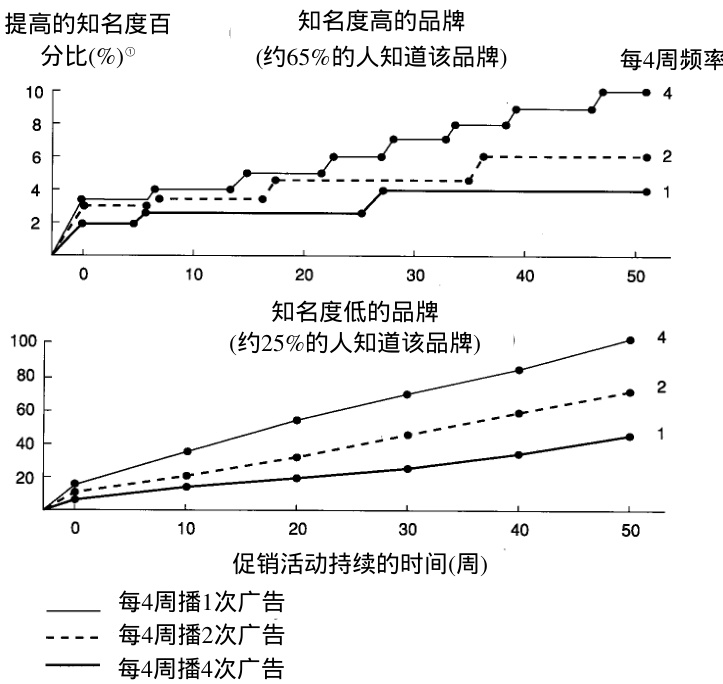 提高的知名度百
分比(%)①
知名度高的品牌
(约65%的人知道该品牌)
每4周频率
10
8
6
4
2
4
2
1
0 10 20 30 40 50
知名度低的品牌
(约25%的人知道该品牌)
100
80
60
40
20
4
2
1
0 10 20 30 40 50
促销活动持续的时间(周)
每4周播1次广告
每4周播2次广告
每4周播4次广告